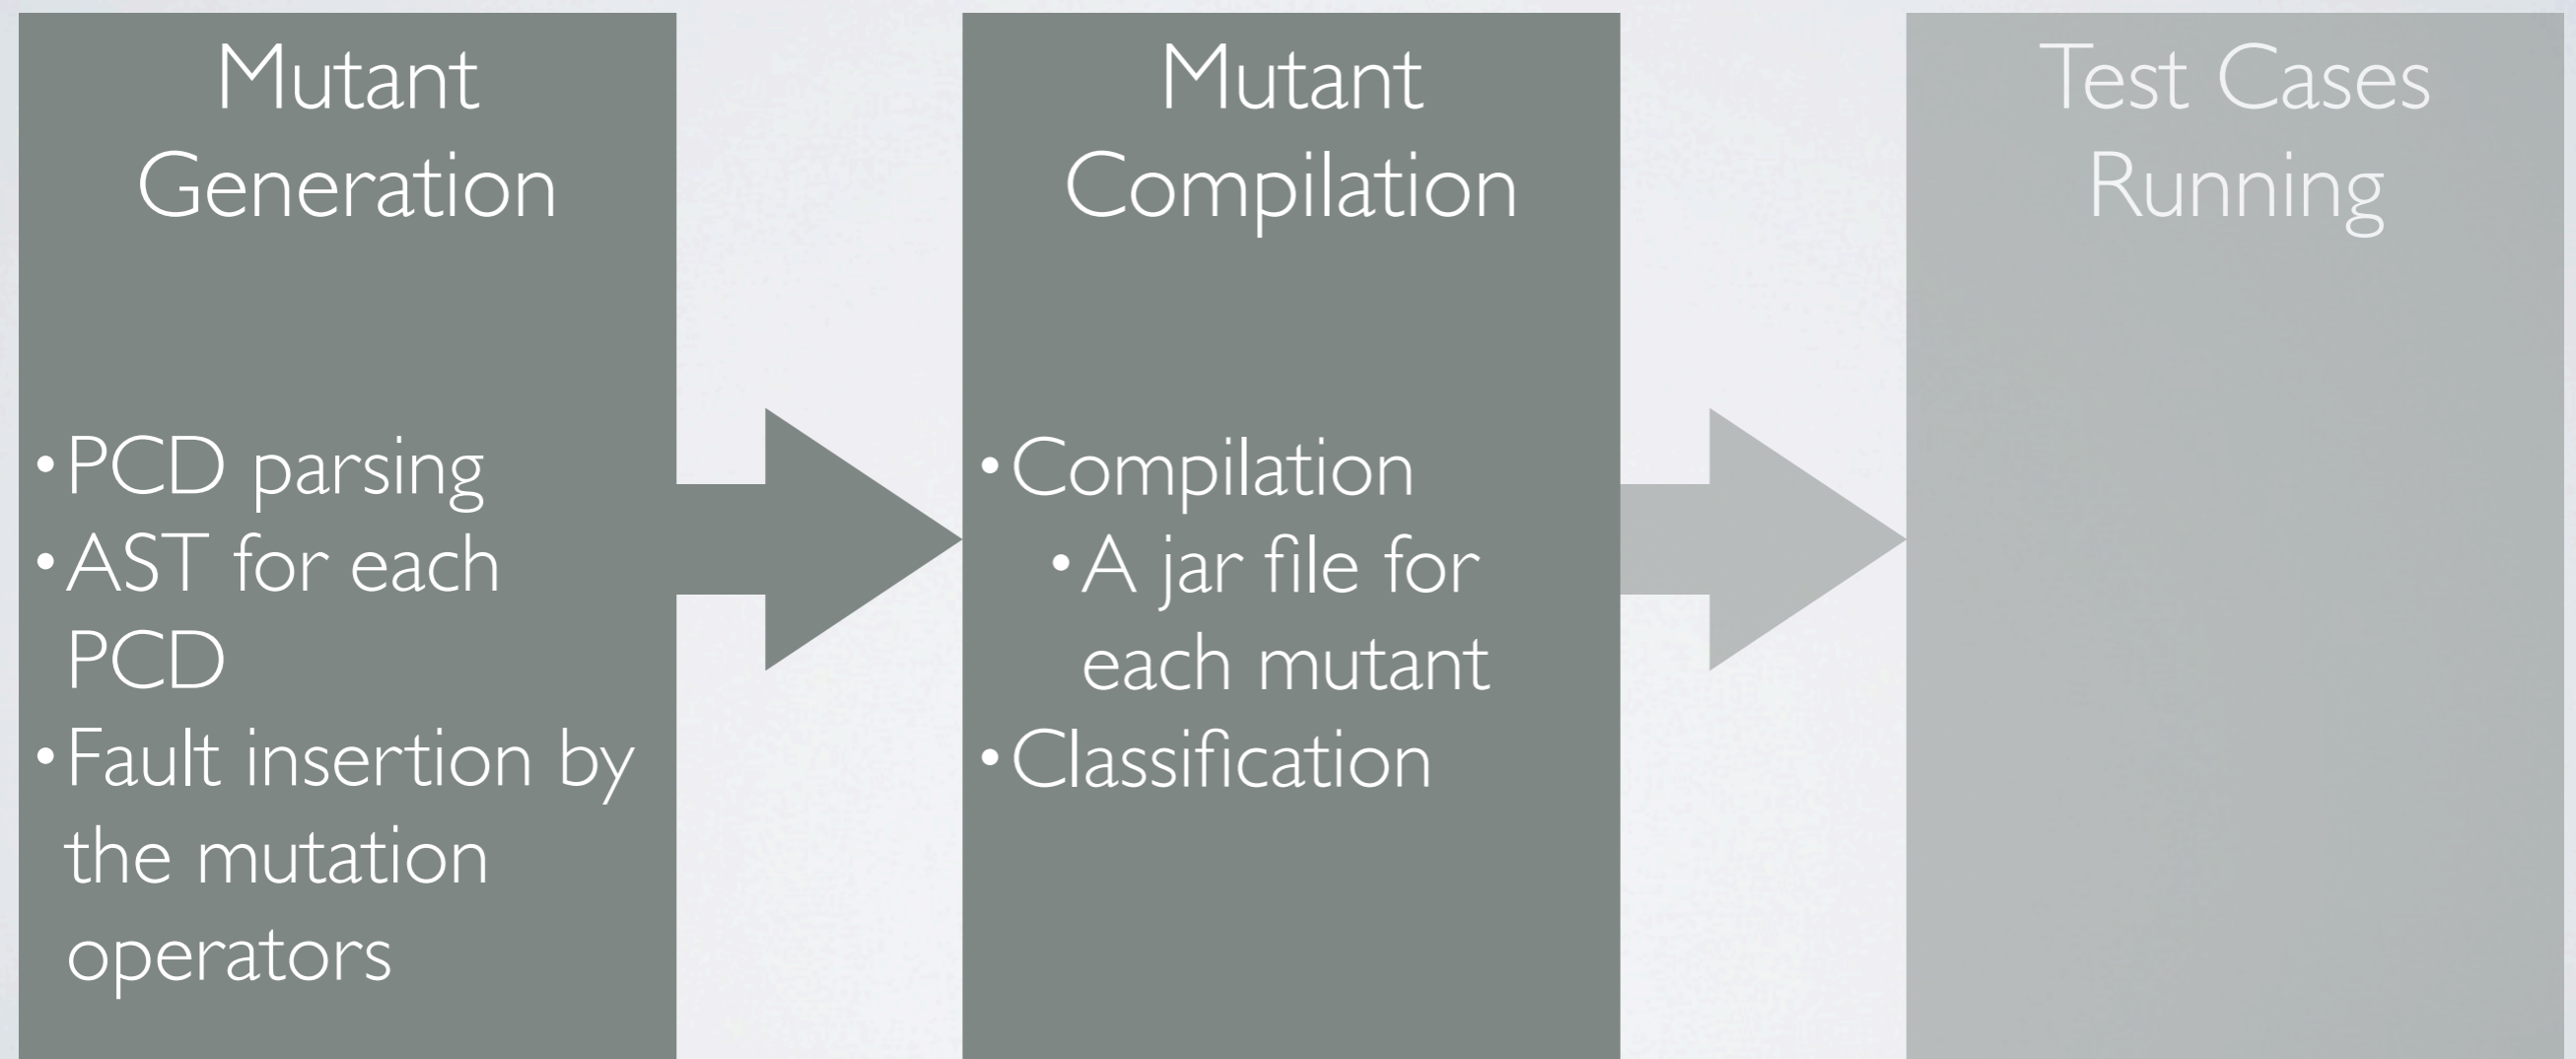 Mutant
Generation
•PCD parsing
•AST for each
PCD
•Fault insertion by
the mutation
operators
Mutant
Compilation
•Compilation
•A jar file for
each mutant
•Classification
Test Cases
Running